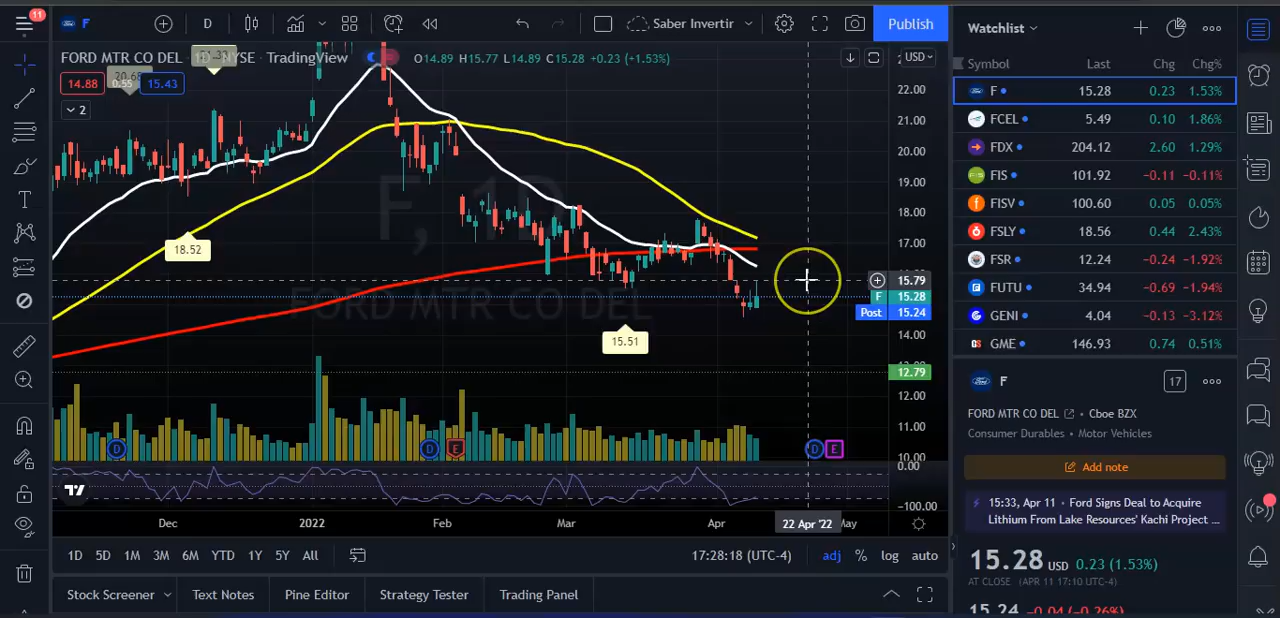 11
F
D
Saber Invertir
Publish
FORD MTR CO DEL
NYSE
TradingView
O14.89 H15.77 L14.89 C15.28 +0.23 (+1.53%)
USD
14.88
0.55
15.43
2
22.00
21.00
20.00
19.00
18.00
17.00
14.00
12.00
11.00
10.00
0.00
−100.00
F, 1D
FORD MTR CO DEL
18.52
15.51
15.79
F 15.28
Post 15.24
12.79
D
D
E
D
E
Dec
2022
Feb
Mar
Apr
22 Apr '22
May
1D
5D
1M
3M
6M
YTD
1Y
5Y
All
17:28:18 (UTC-4)
adj
%
log
auto
Stock Screener
Text Notes
Pine Editor
Strategy Tester
Trading Panel
Watchlist
Symbol Last Chg Chg%
F 15.28 0.23 1.53%
FCEL 5.49 0.10 1.86%
FDX 204.12 2.60 1.29%
FIS 101.92 −0.11 −0.11%
FISV 100.60 0.05 0.05%
FSLY 18.56 0.44 2.43%
FSR 12.24 −0.24 −1.92%
FUTU 34.94 −0.69 −1.94%
GENI 4.04 −0.13 −3.12%
GME 146.93 0.74 0.51%
F
17
FORD MTR CO DEL • Cboe BZX
Consumer Durables • Motor Vehicles
Add note
15:33, Apr 11 • Ford Signs Deal to Acquire
Lithium From Lake Resources' Kachi Project ...
15.28 USD 0.23 (1.53%)
AT CLOSE (APR 11 17:10 UTC-4)
15.24 −0.04 (−0.26%)